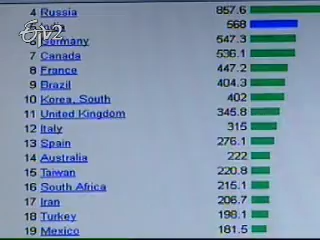 4 Russia 857.6
568
Germany 547.3
7 Canada 536.1
8 France 447.2
9 Brazil 404.3
10 Korea, South 402
11 United Kingdom 345.8
12 Italy 315
13 Spain 276.1
14 Australia 222
15 Taiwan 220.8
16 South Africa 215.1
17 Iran 206.7
18 Turkey 198.1
19 Mexico 181.5